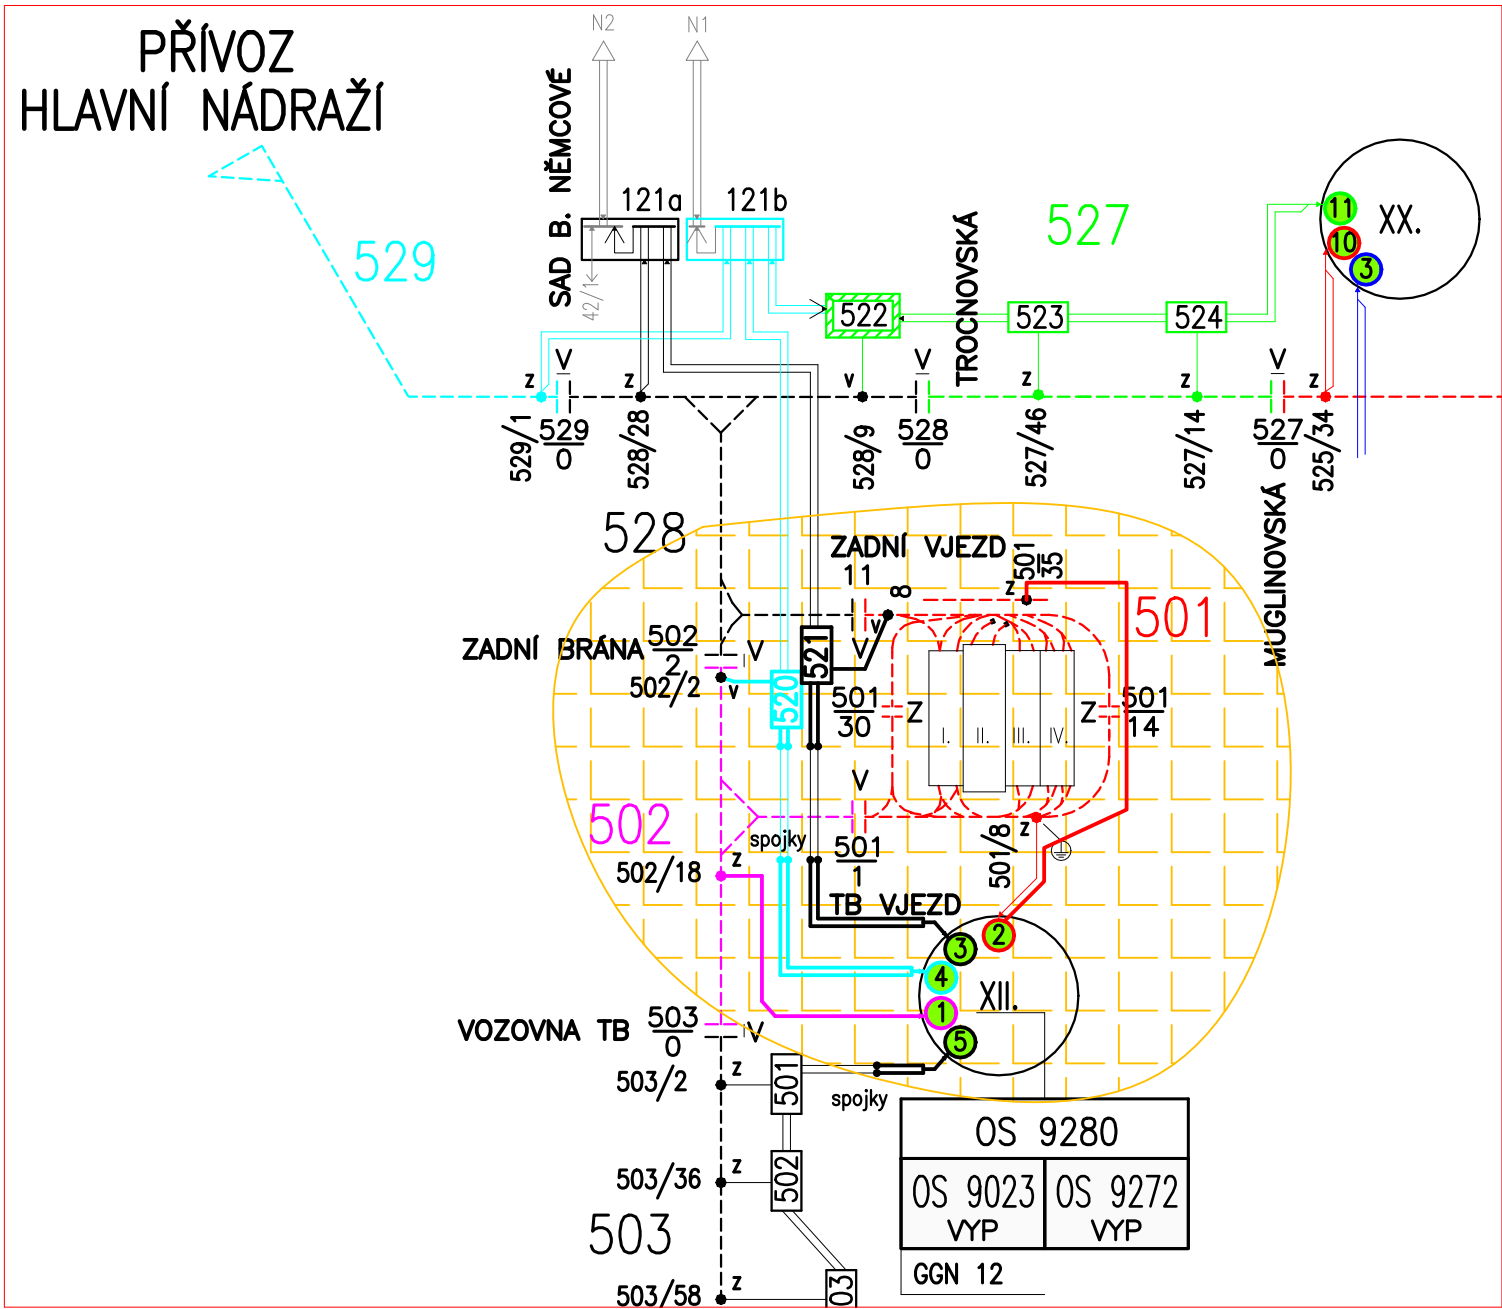 PŘÍVOZ
HLAVNÍ NÁDRAŽÍ
N2
N1
SAD B. NĚMCOVÉ
42/1
121a
121b
529
527
TROCNOVSKÁ
11
10
3
XX.
522
523
524
Z
V
Z
V
V
Z
Z
V
Z
529/1
529
0
528/28
528/9
528
0
527/46
527/14
527
0
525/34
MUGLINOVSKÁ
528
ZADNÍ VJEZD
11
8
501
35
Z
501
ZADNÍ BRÁNA
502
2
V
502/2
V
520
521
V
V
501
30
Z
I.
II.
III.
IV.
Z
501
14
V
502
spojky
501
1
501/8
Z
502/18
Z
TB VJEZD
3
2
4
1
5
XII.
VOZOVNA TB
503
0
V
503/2
Z
501
spojky
503/36
Z
502
503
503/58
Z
03
OS 9280
OS 9023
VYP
OS 9272
VYP
GGN 12